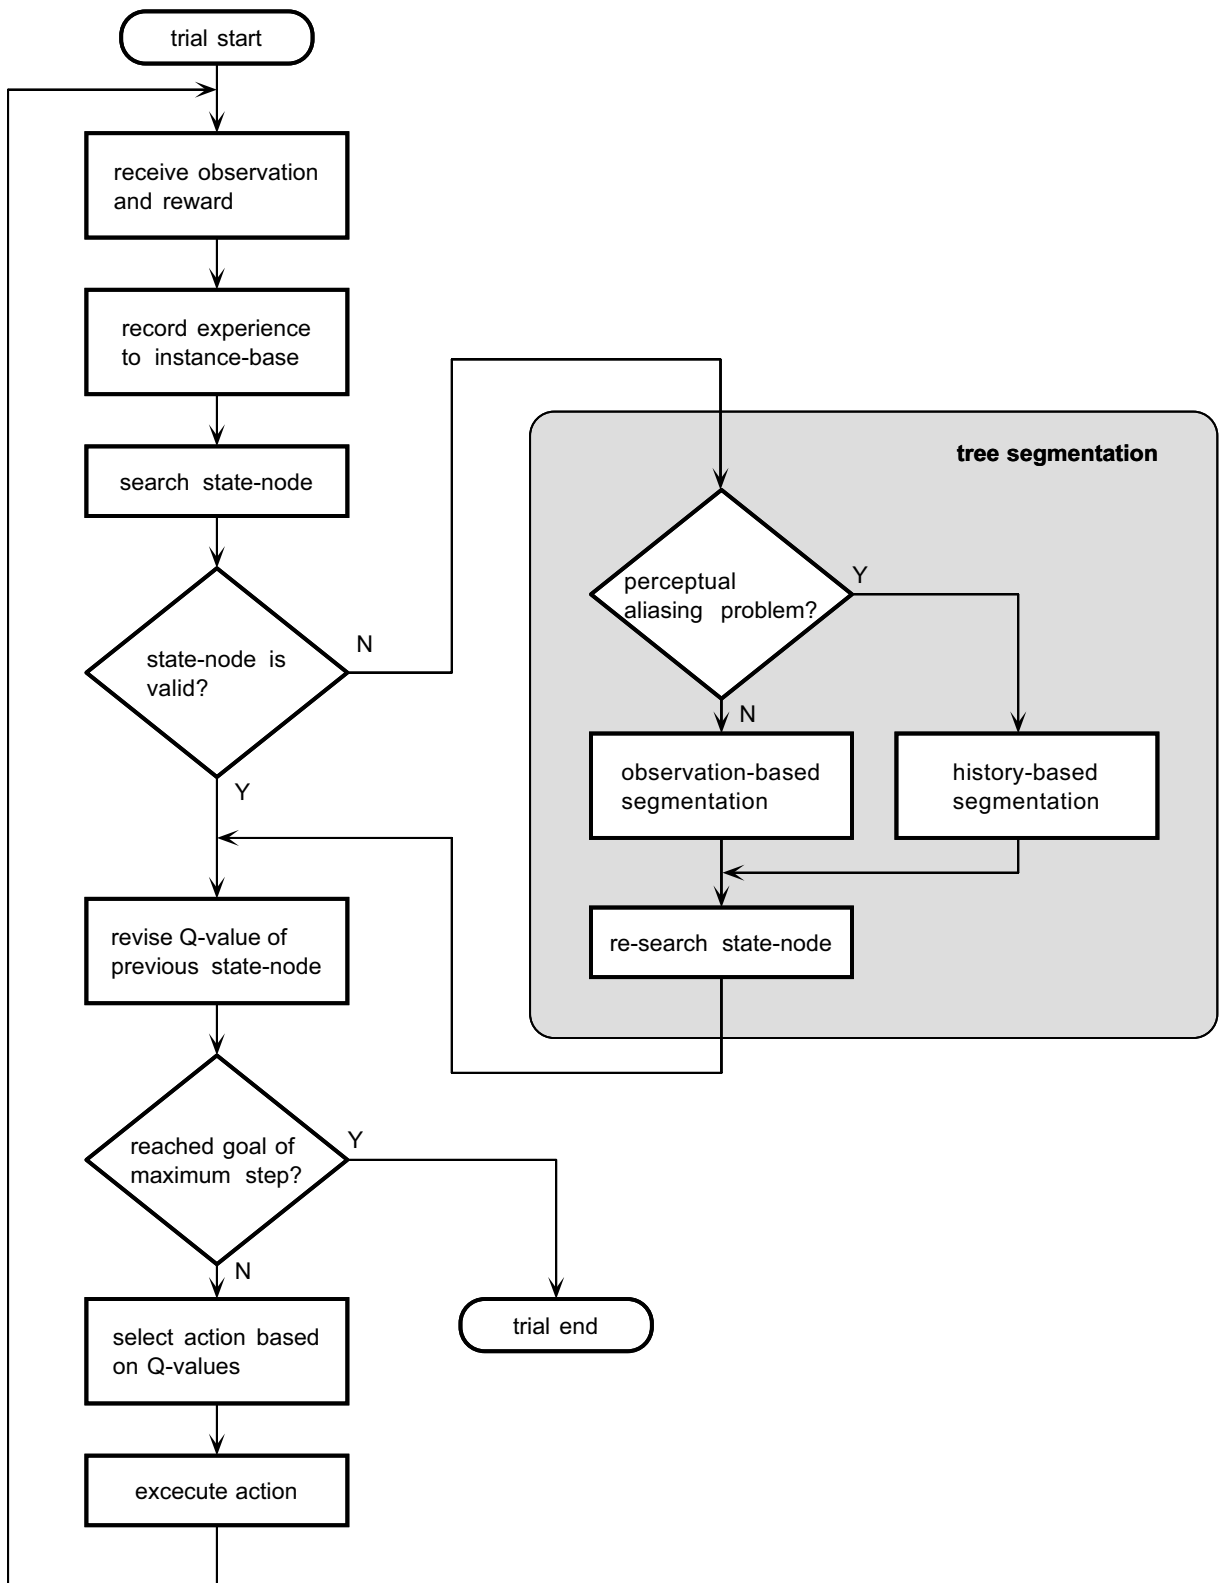 trial start
receive observation
and reward
record experience
to instance-base
search state-node
state-node is
valid?
N
Y
tree segmentation
perceptual
aliasing problem?
Y
N
observation-based
segmentation
history-based
segmentation
re-search state-node
revise Q-value of
previous state-node
reached goal of
maximum step?
Y
N
select action based
on Q-values
trial end
excecute action